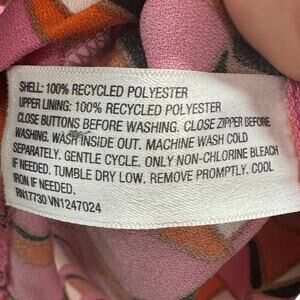 SHELL: 100% RECYCLED POLYESTER
UPPER LINING: 100% RECYCLED POLYESTER
CLOSE BUTTONS BEFORE WASHING. CLOSE ZIPPER BEFORE
WASHING. WASH INSIDE OUT. MACHINE WASH COLD
SEPARATELY. GENTLE CYCLE. ONLY NON-CHLORINE BLEACH
IF NEEDED. TUMBLE DRY LOW. REMOVE PROMPTLY. COOL
IRON IF NEEDED.
RN17730 VN1247024